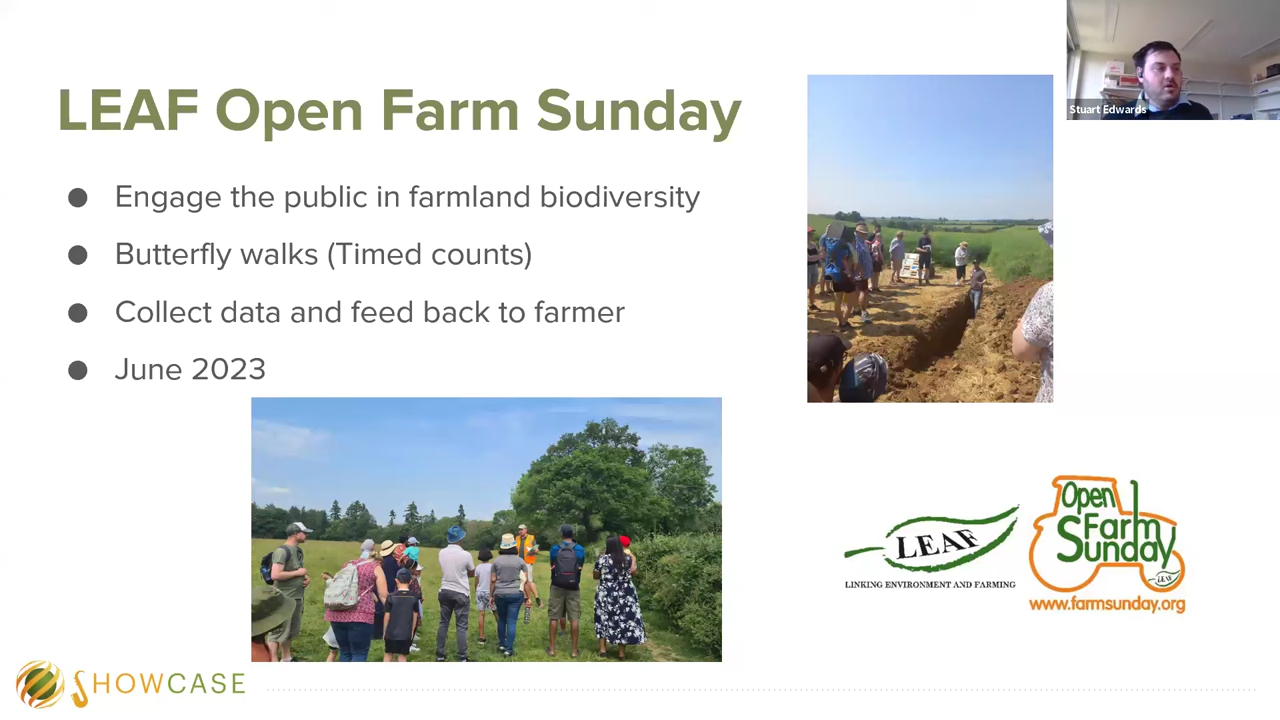 Stuart Edwards
LEAF Open Farm Sunday
● Engage the public in farmland biodiversity
● Butterfly walks (Timed counts)
● Collect data and feed back to farmer
● June 2023
LEAF
LINKING ENVIRONMENT AND FARMING
Open
Farm
Sunday
LEAF
www.farmsunday.org
SHOWCASE